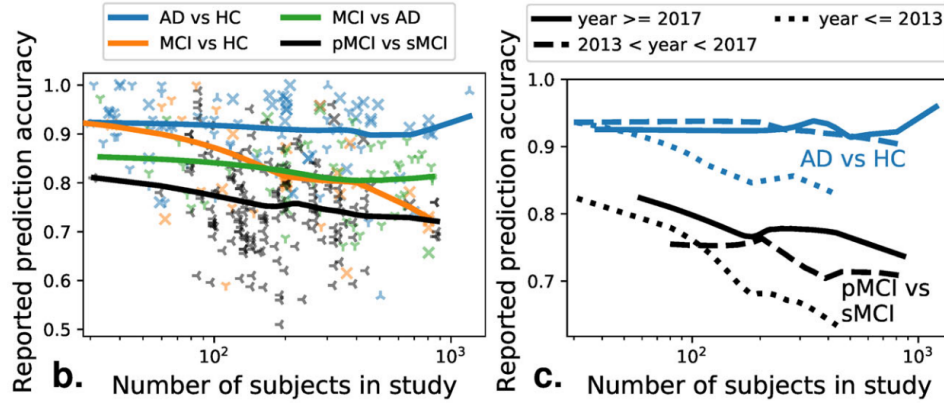 AD vs HC
MCI vs AD
MCI vs HC
pMCI vs sMCI
Reported prediction accuracy
1.0
0.9
0.8
0.7
0.6
0.5
10²
10³
b.
Number of subjects in study
year >= 2017
year <= 2013
2013 < year < 2017
Reported prediction accuracy
1.0
0.9
0.8
0.7
AD vs HC
pMCI vs
sMCI
10²
10³
c.
Number of subjects in study